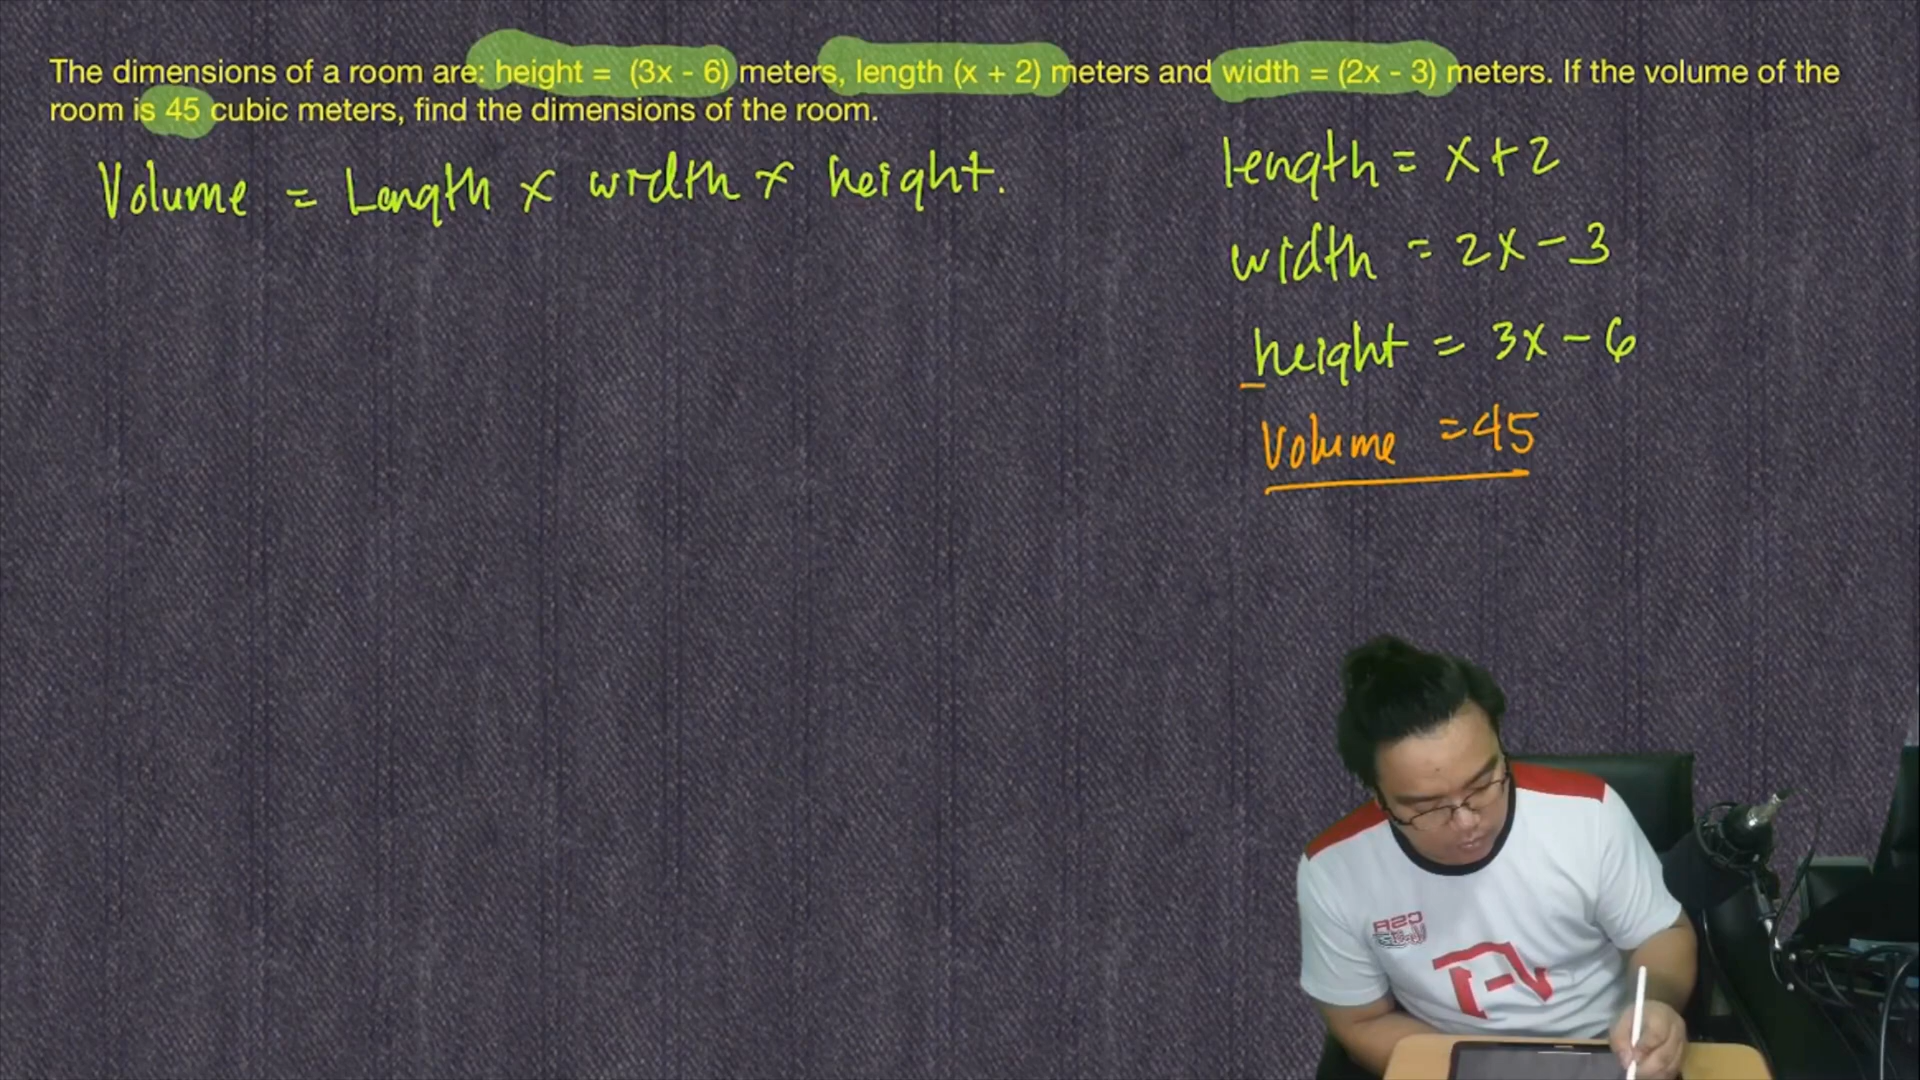 The dimensions of a room are: height = (3x - 6) meters, length (x + 2) meters and width = (2x - 3) meters. If the volume of the
room is 45 cubic meters, find the dimensions of the room.
Volume = Length x width x height.
length = x + 2
width = 2x - 3
height = 3x - 6
Volume = 45